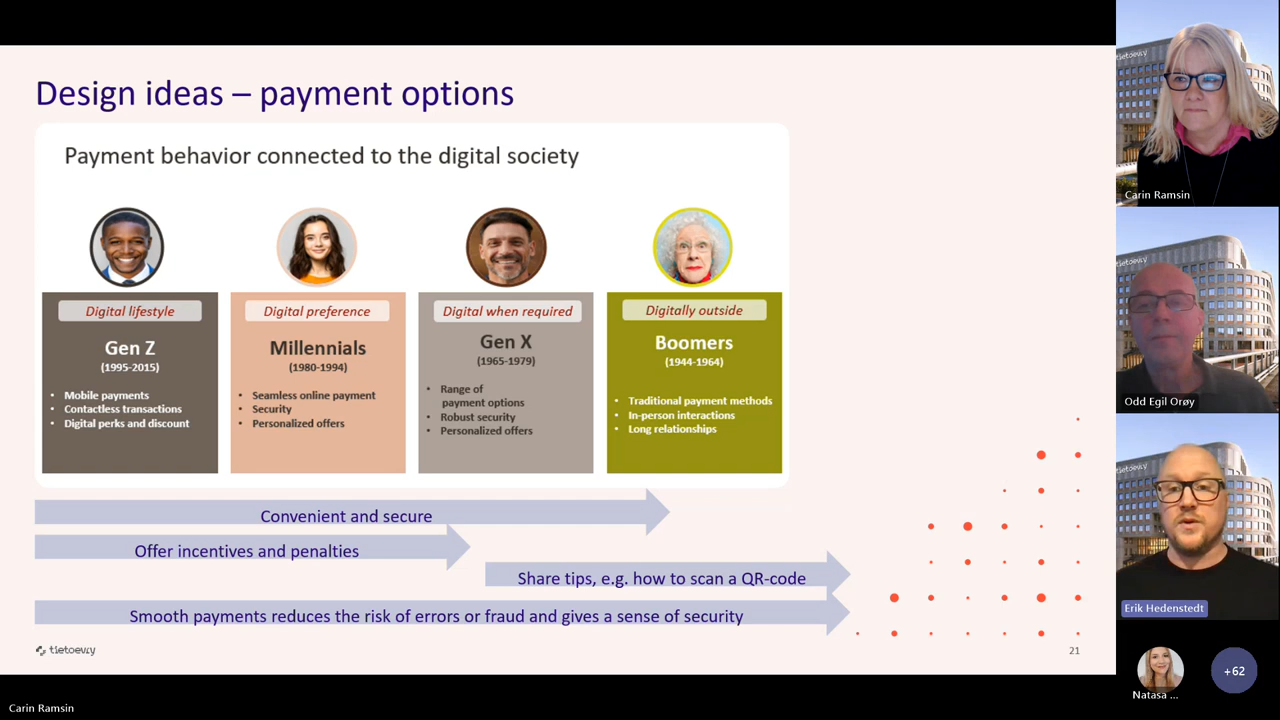 Design ideas – payment options
Payment behavior connected to the digital society
Digital lifestyle
Gen Z
(1995-2015)
• Mobile payments
• Contactless transactions
• Digital perks and discount
Digital preference
Millennials
(1980-1994)
• Seamless online payment
• Security
• Personalized offers
Digital when required
Gen X
(1965-1979)
• Range of
payment options
• Robust security
• Personalized offers
Digitally outside
Boomers
(1944-1964)
• Traditional payment methods
• In-person interactions
• Long relationships
Convenient and secure
Offer incentives and penalties
Share tips, e.g. how to scan a QR-code
Smooth payments reduces the risk of errors or fraud and gives a sense of security
tietoevry
21
Carin Ramsin
tietoevry
Carin Ramsin
tietoevry
Odd Egil Orøy
tietoevry
Erik Hedenstedt
Natasa ...
+62